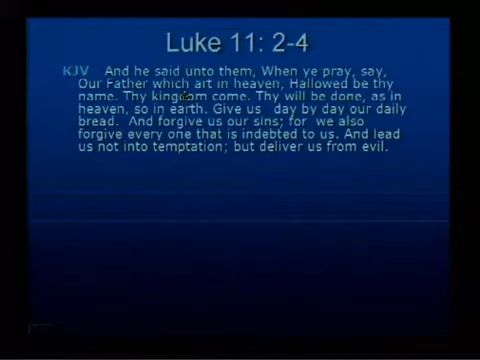 Luke 11: 2-4
KJV And he said unto them, When ye pray, say,
Our Father which art in heaven, Hallowed be thy
name. Thy kingdom come. Thy will be done, as in
heaven, so in earth. Give us day by day our daily
bread. And forgive us our sins; for we also
forgive every one that is indebted to us. And lead
us not into temptation; but deliver us from evil.